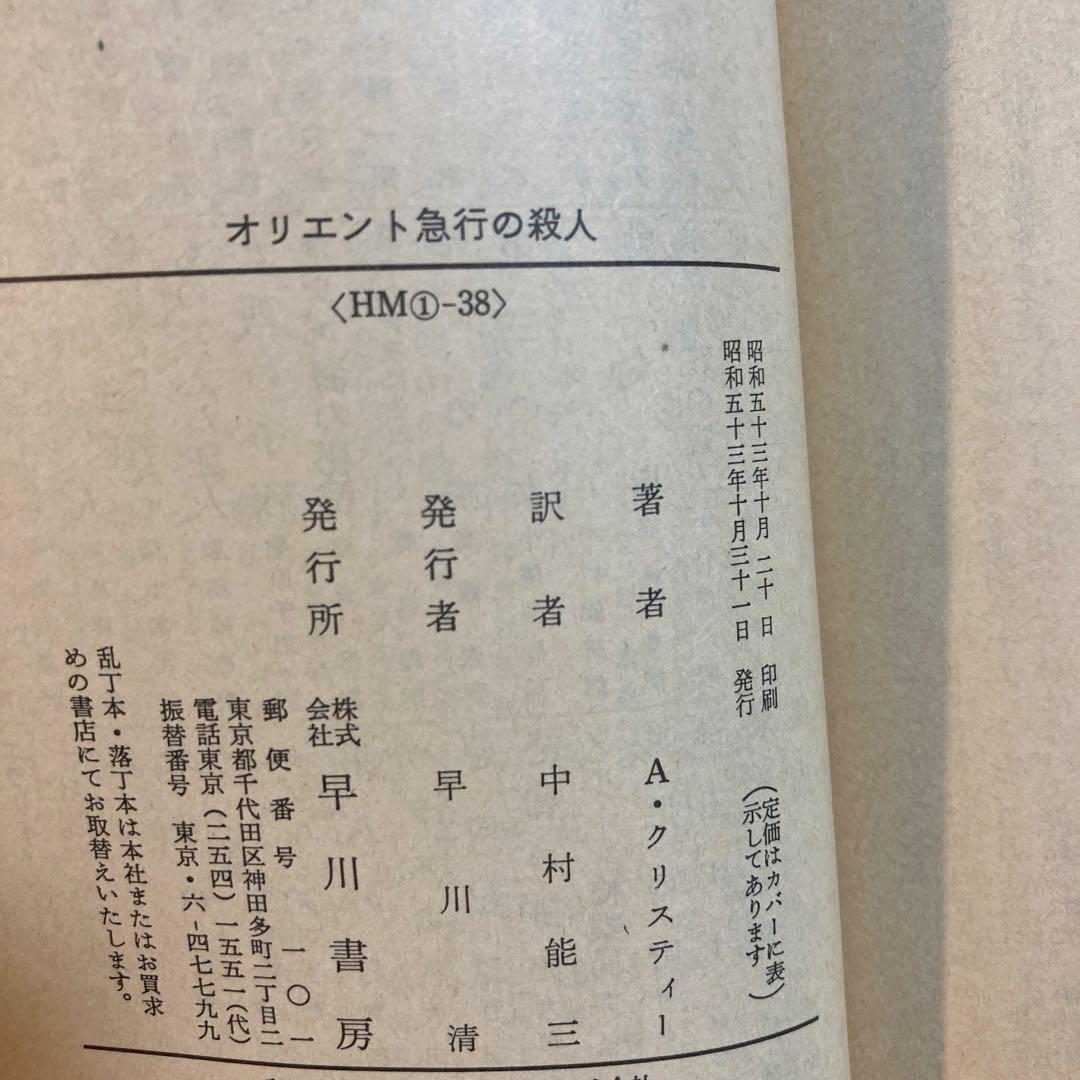 オリエント急行の殺人
〈HM①-38〉
昭和五十三年十月二十日 印刷
昭和五十三年十月三十一日 発行
（定価はカバーに表
示してあります）
著者 A・クリスティー
訳者 中村能三
発行者 早川清
発行所 株式会社 早川書房
郵便番号 一〇一
東京都千代田区神田多町二丁目二
電話東京（二五四）一五五一（代）
振替番号 東京・六-四七七九九
乱丁本・落丁本は本社またはお買求
めの書店にてお取替えいたします。